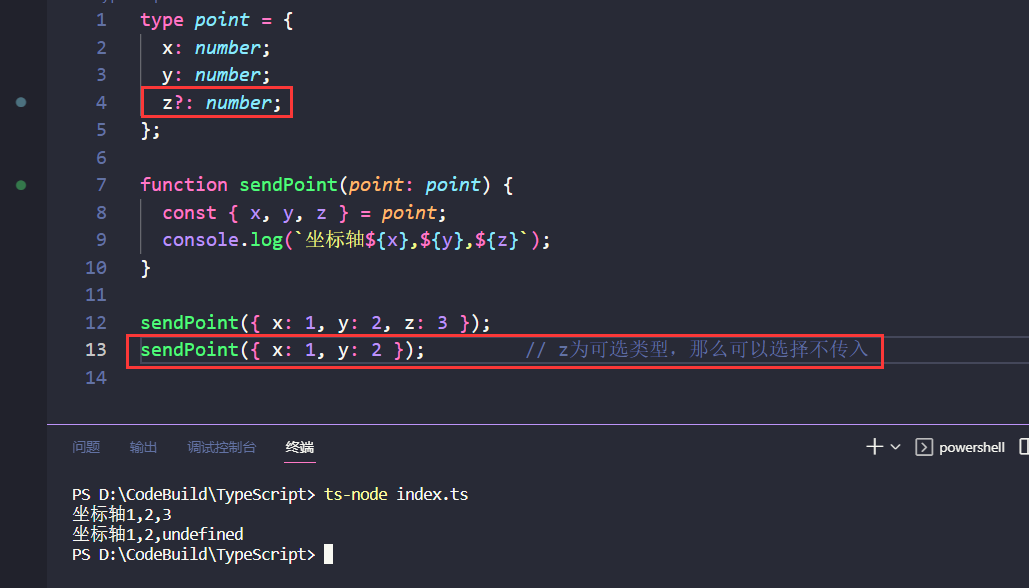 1 type point = {
2 x: number;
3 y: number;
4 z?: number;
5 };
6
7 function sendPoint(point: point) {
8 const { x, y, z } = point;
9 console.log(`坐标轴${x},${y},${z}`);
10 }
11
12 sendPoint({ x: 1, y: 2, z: 3 });
13 sendPoint({ x: 1, y: 2 }); // z为可选类型，那么可以选择不传入
14
问题 输出 调试控制台 终端 powershell
PS D:\CodeBuild\TypeScript> ts-node index.ts
坐标轴1,2,3
坐标轴1,2,undefined
PS D:\CodeBuild\TypeScript>